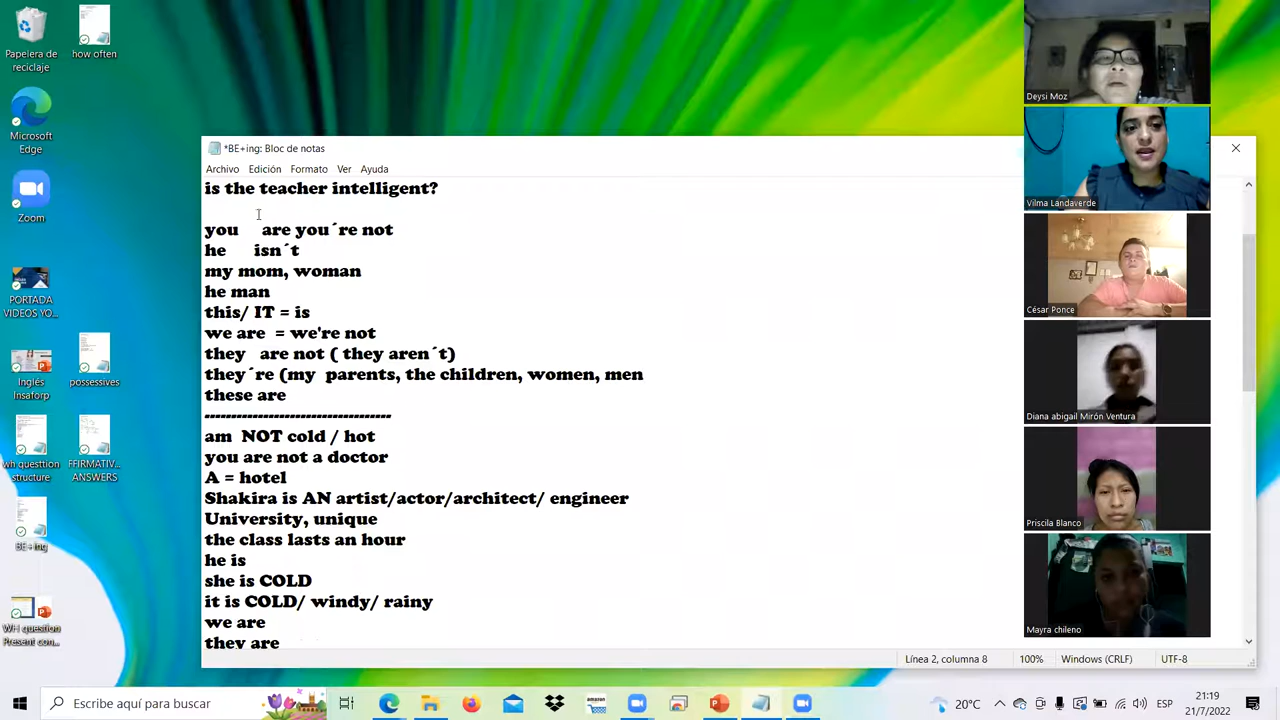 Papelera de
reciclaje
how often
Microsoft
Edge
Zoom
PORTADA
VIDEOS YO...
Inglés
Insaforp
possessives
wh questtion
structure
FFIRMATIV...
ANSWERS
BE+ing
WH question
Present con...
*BE+ing: Bloc de notas
Archivo Edición Formato Ver Ayuda
is the teacher intelligent?
you are you´re not
he isn´t
my mom, woman
he man
this/ IT = is
we are = we're not
they are not ( they aren´t)
they´re (my parents, the children, women, men
these are
----------------------------------
am NOT cold / hot
you are not a doctor
A = hotel
Shakira is AN artist/actor/architect/ engineer
University, unique
the class lasts an hour
he is
she is COLD
it is COLD/ windy/ rainy
we are
they are
Línea 2, columna 8 100% Windows (CRLF) UTF-8
Deysi Moz
Vilma Landaverde
César Ponce
Diana abigail Mirón Ventura
Priscila Blanco
Mayra chileno
Escribe aquí para buscar
amazon
20°C
ESP
21:19
21/7/2022